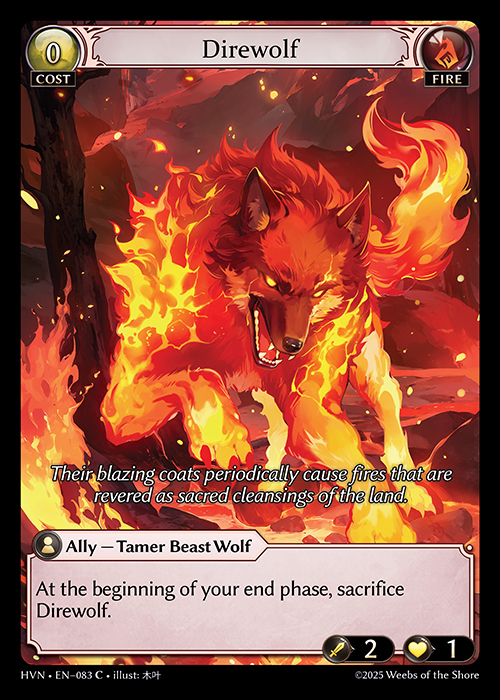 0
Direwolf
COST
FIRE
Their blazing coats periodically cause fires that are
revered as sacred cleansings of the land.
Ally — Tamer Beast Wolf
At the beginning of your end phase, sacrifice
Direwolf.
2
1
HVN • EN–083 C • illust: 木叶
©2025 Weebs of the Shore